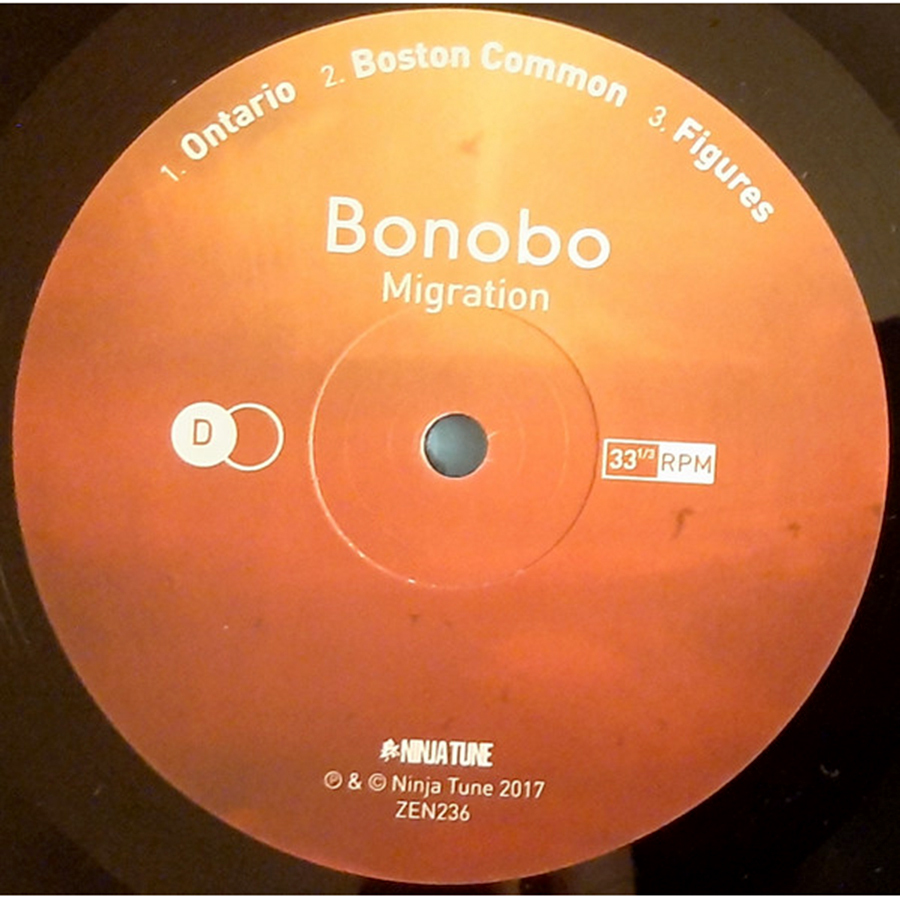 1. Ontario 2. Boston Common 3. Figures
Bonobo
Migration
D
33 1/3 RPM
NINJA TUNE
℗ & © Ninja Tune 2017
ZEN236